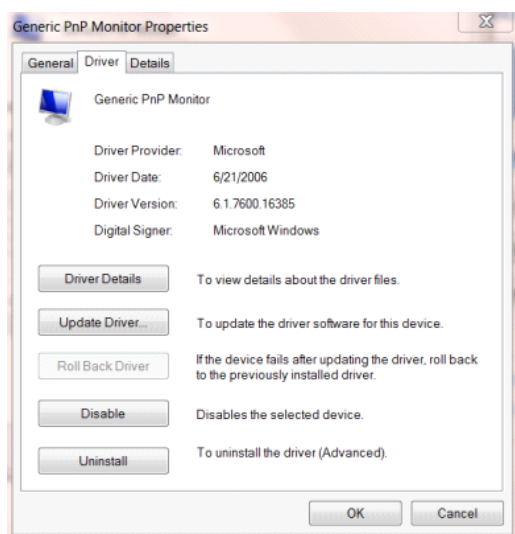 Generic PnP Monitor Properties
General Driver Details
Generic PnP Monitor
Driver Provider: Microsoft
Driver Date: 6/21/2006
Driver Version: 6.1.7600.16385
Digital Signer: Microsoft Windows
Driver Details To view details about the driver files.
Update Driver... To update the driver software for this device.
Roll Back Driver If the device fails after updating the driver, roll back
to the previously installed driver.
Disable Disables the selected device.
Uninstall To uninstall the driver (Advanced).
OK Cancel